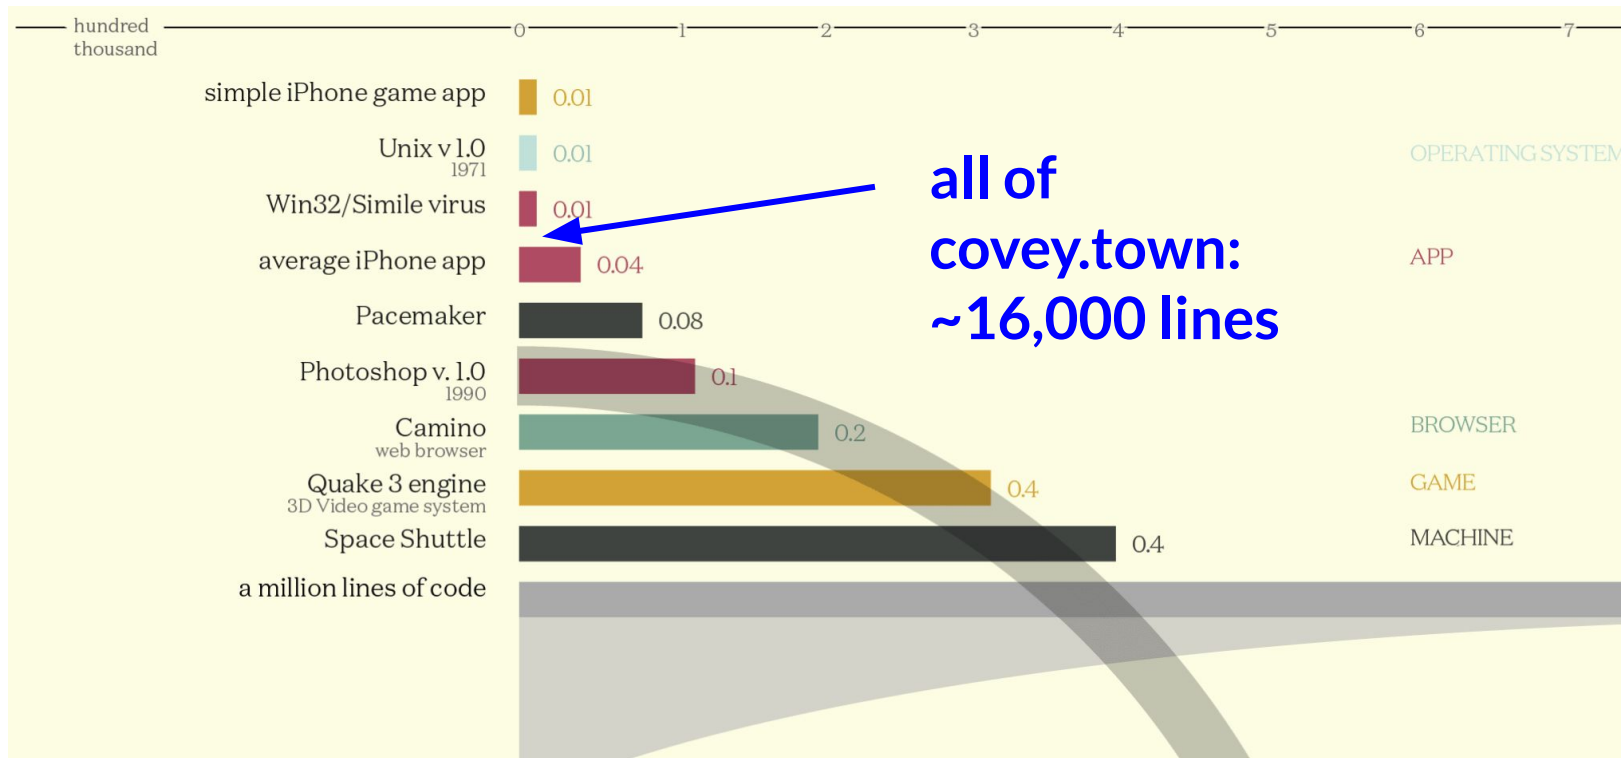 hundred
thousand
0 1 2 3 4 5 6 7
simple iPhone game app 0.01
Unix v 1.0 0.01
1971
OPERATING SYSTEM
Win32/Simile virus 0.01
average iPhone app 0.04
APP
all of
covey.town:
~16,000 lines
Pacemaker 0.08
Photoshop v. 1.0 0.1
1990
Camino 0.2
web browser
BROWSER
Quake 3 engine 0.4
3D Video game system
GAME
Space Shuttle 0.4
MACHINE
a million lines of code